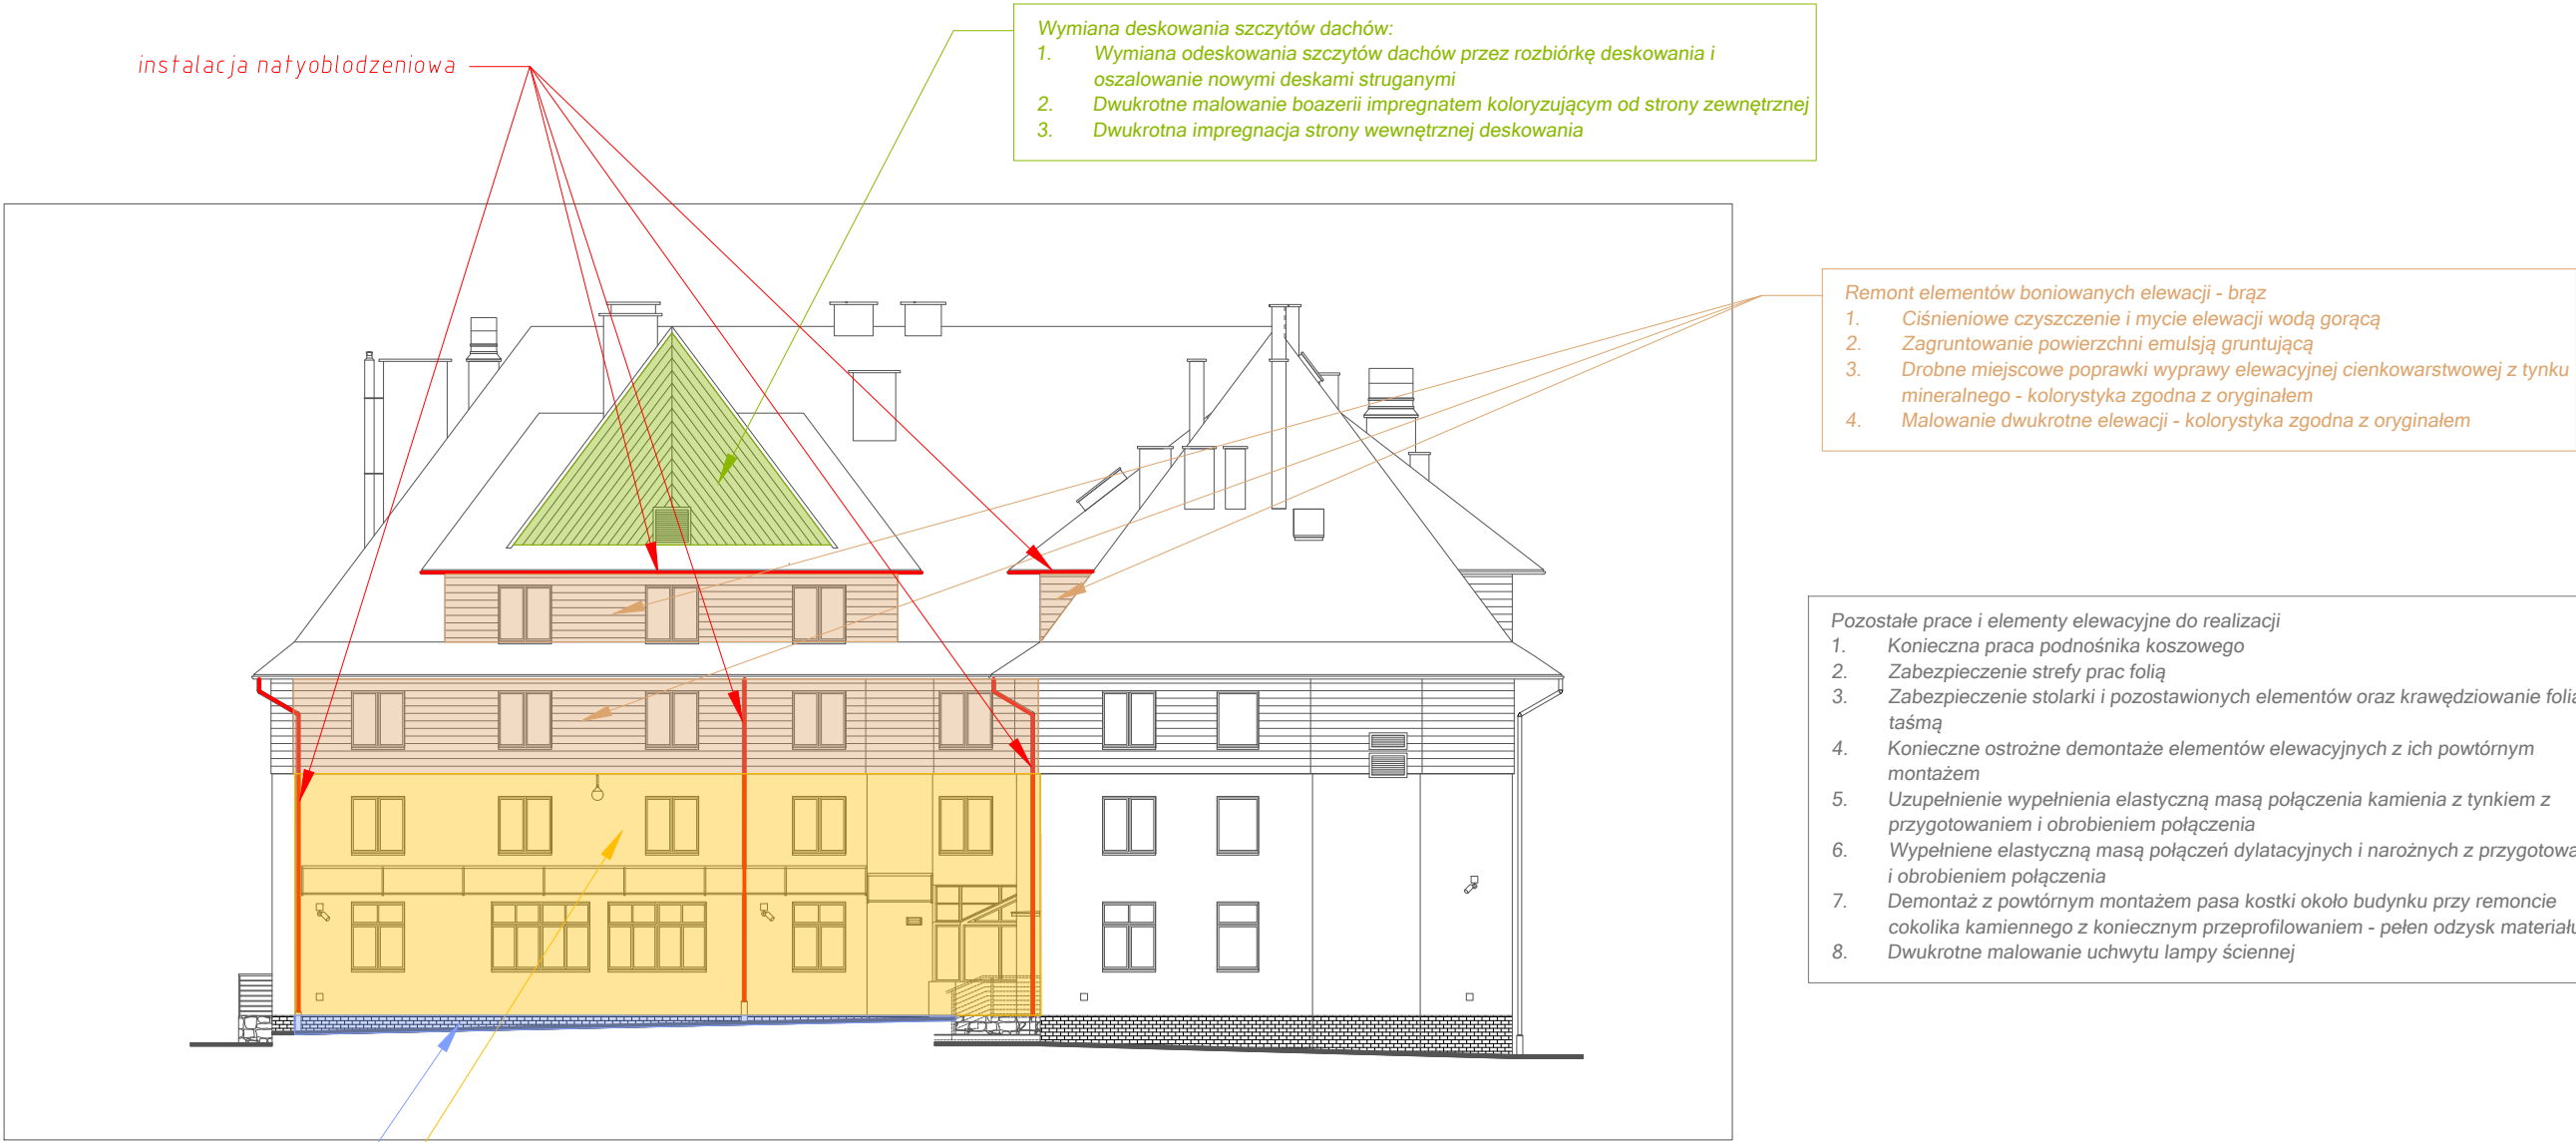 instalacja natyoblodzeniowa
Wymiana deskowania szczytów dachów:
1. Wymiana odeskowania szczytów dachów przez rozbiórkę deskowania i
oszalowanie nowymi deskami struganymi
2. Dwukrotne malowanie boazerii impregnatem koloryzującym od strony zewnętrznej
3. Dwukrotna impregnacja strony wewnętrznej deskowania
Remont elementów boniowanych elewacji - brąz
1. Ciśnieniowe czyszczenie i mycie elewacji wodą gorącą
2. Zagruntowanie powierzchni emulsją gruntującą
3. Drobne miejscowe poprawki wyprawy elewacyjnej cienkowarstwowej z tynku
mineralnego - kolorystyka zgodna z oryginałem
4. Malowanie dwukrotne elewacji - kolorystyka zgodna z oryginałem
Pozostałe prace i elementy elewacyjne do realizacji
1. Konieczna praca podnośnika koszowego
2. Zabezpieczenie strefy prac folią
3. Zabezpieczenie stolarki i pozostawionych elementów oraz krawędziowanie folią
taśmą
4. Konieczne ostrożne demontaże elementów elewacyjnych z ich powtórnym
montażem
5. Uzupełnienie wypełnienia elastyczną masą połączenia kamienia z tynkiem z
przygotowaniem i obrobieniem połączenia
6. Wypełniene elastyczną masą połączeń dylatacyjnych i narożnych z przygotowa
i obrobieniem połączenia
7. Demontaż z powtórnym montażem pasa kostki około budynku przy remoncie
cokolika kamiennego z koniecznym przeprofilowaniem - pełen odzysk materiału
8. Dwukrotne malowanie uchwytu lampy ściennej